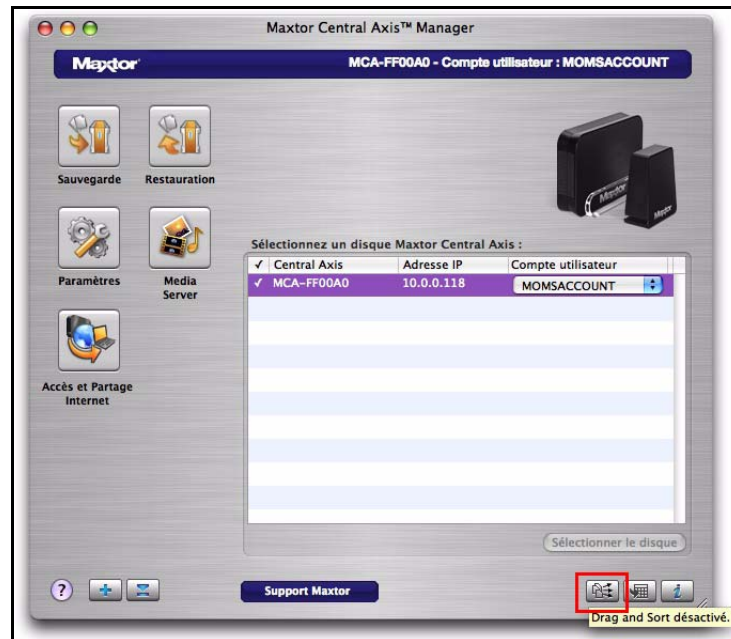 Maxtor Central Axis™ Manager
Maxtor
MCA-FF00A0 - Compte utilisateur : MOMSACCOUNT
Sauvegarde
Restauration
Maxtor
Maxtor
Paramètres
Media
Server
Accès et Partage
Internet
Sélectionnez un disque Maxtor Central Axis :
✓ Central Axis Adresse IP Compte utilisateur
✓ MCA-FF00A0 10.0.0.118 MOMSACCOUNT
Sélectionner le disque
?
Support Maxtor
i
Drag and Sort désactivé.